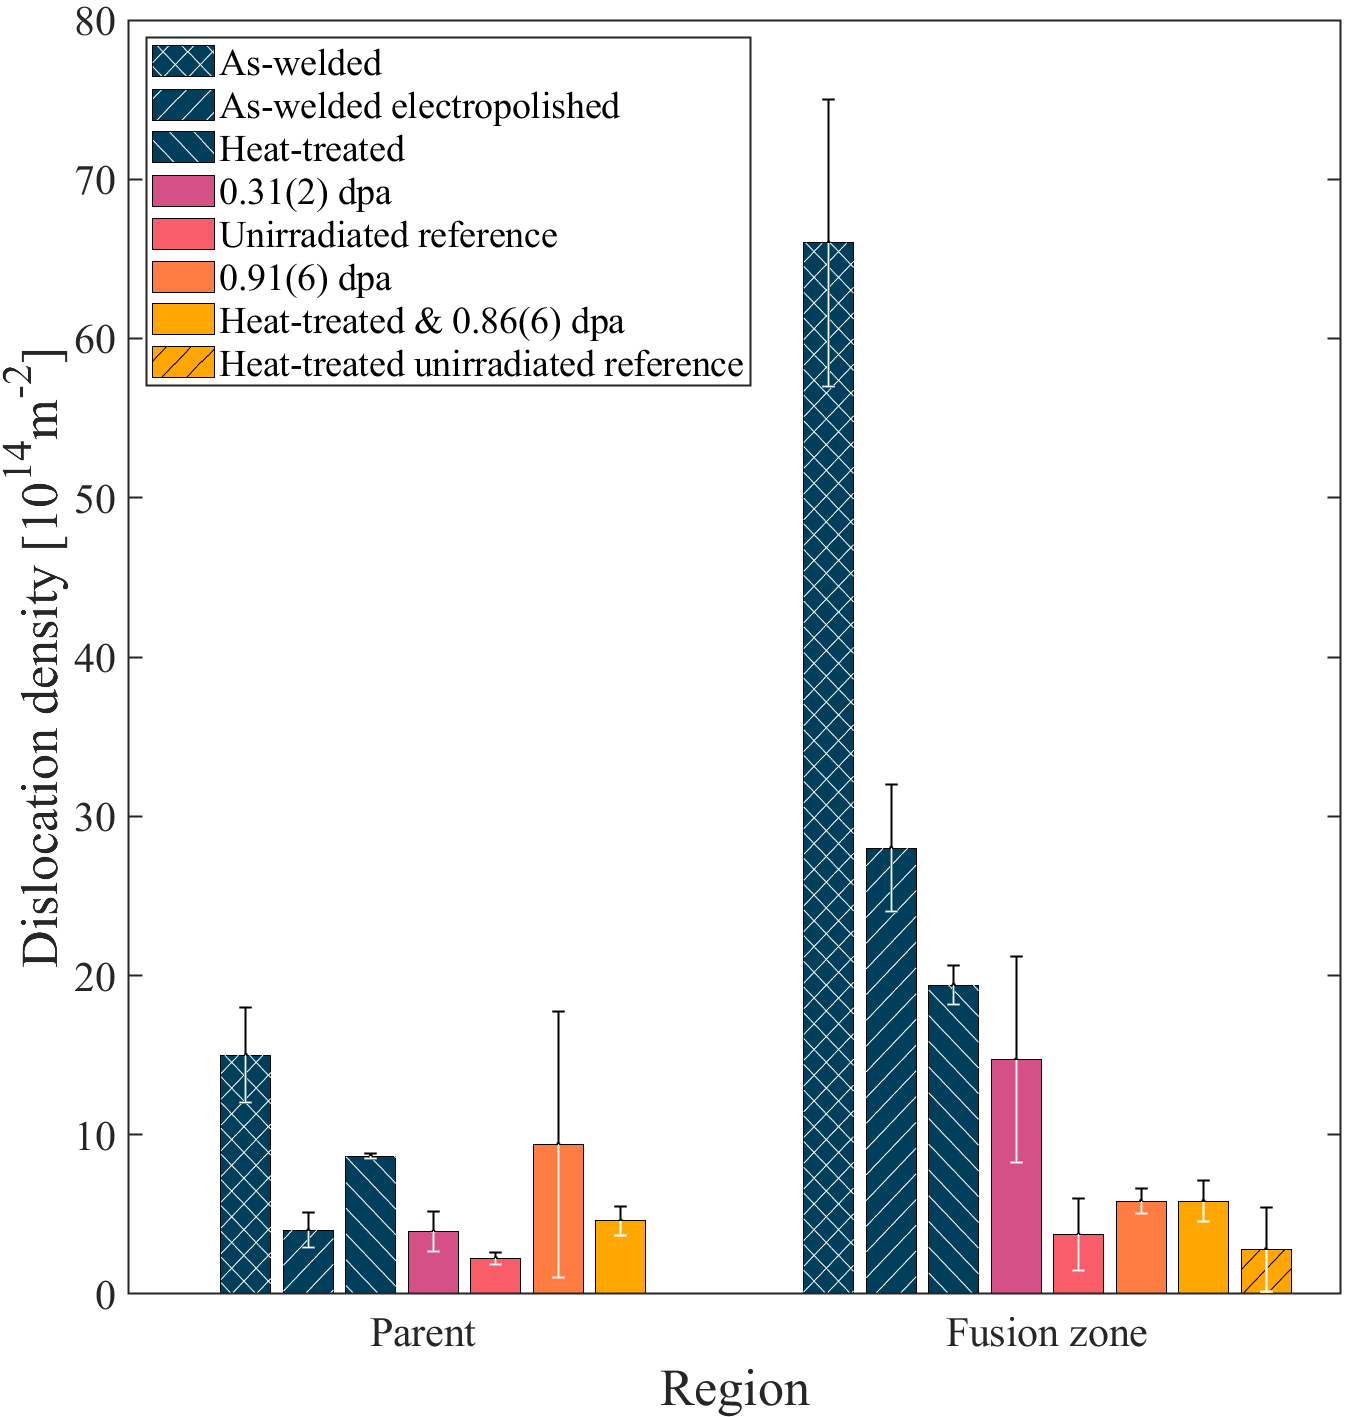 80
70
60
50
40
30
20
10
0
Dislocation density [10^14 m^-2]
As-welded
As-welded electropolished
Heat-treated
0.31(2) dpa
Unirradiated reference
0.91(6) dpa
Heat-treated & 0.86(6) dpa
Heat-treated unirradiated reference
Parent
Fusion zone
Region